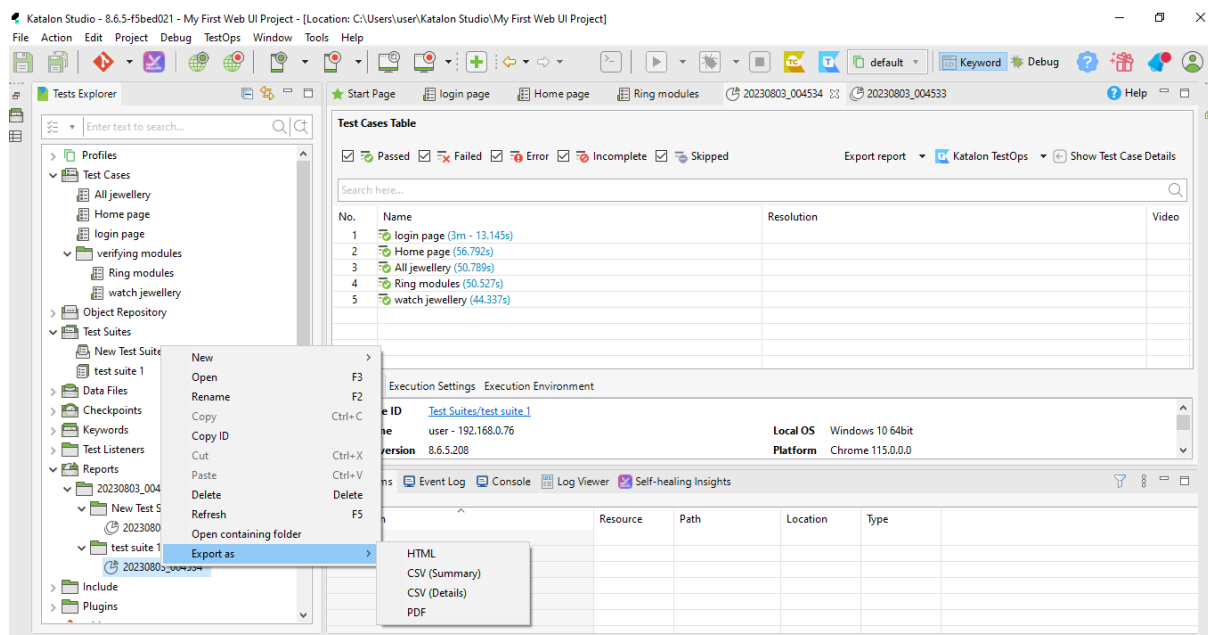 Katalon Studio - 8.6.5-f5bed021 - My First Web UI Project - [Location: C:\Users\user\Katalon Studio\My First Web UI Project]
File Action Edit Project Debug TestOps Window Tools Help
default Keyword Debug
Tests Explorer
Start Page login page Home page Ring modules 20230803_004534 20230803_004533 Help
Enter text to search...
Profiles
Test Cases
All jewellery
Home page
login page
verifying modules
Ring modules
watch jewellery
Object Repository
Test Suites
New Test Suite
test suite 1
Data Files
Checkpoints
Keywords
Test Listeners
Reports
20230803_004
New Test S
2023080
test suite 1
20230803_004534
Include
Plugins
Test Cases Table
Passed Failed Error Incomplete Skipped Export report Katalon TestOps Show Test Case Details
Search here...
No. Name Resolution Video
1 login page (3m - 13.145s)
2 Home page (56.792s)
3 All jewellery (50.789s)
4 Ring modules (50.527s)
5 watch jewellery (44.337s)
Execution Settings Execution Environment
e ID Test Suites/test suite 1
me user - 192.168.0.76 Local OS Windows 10 64bit
version 8.6.5.208 Platform Chrome 115.0.0.0
ms Event Log Console Log Viewer Self-healing Insights
n Resource Path Location Type
New
Open F3
Rename F2
Copy Ctrl+C
Copy ID
Cut Ctrl+X
Paste Ctrl+V
Delete Delete
Refresh F5
Open containing folder
Export as
HTML
CSV (Summary)
CSV (Details)
PDF